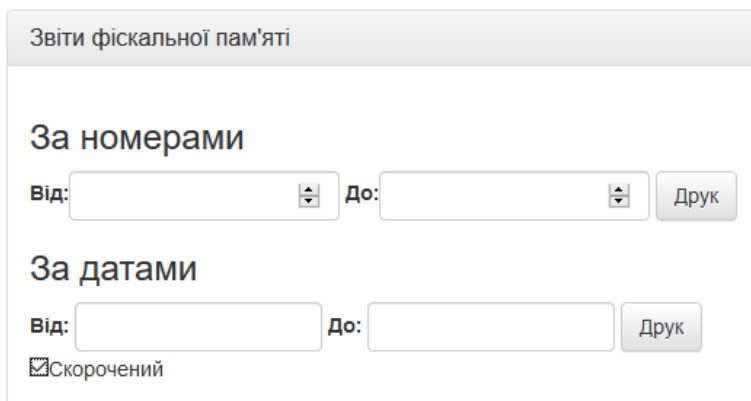 Звіти фіскальної пам'яті
За номерами
Від: До: Друк
За датами
Від: До: Друк
Скорочений